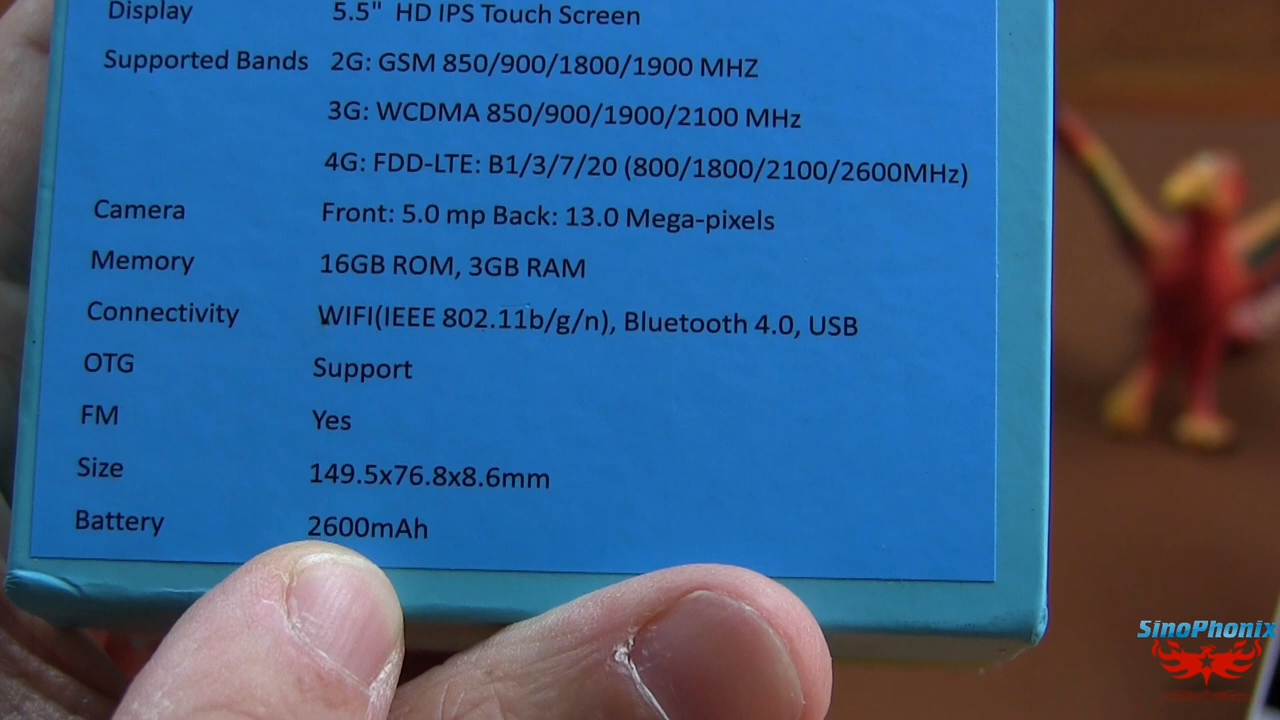 Display 5.5" HD IPS Touch Screen
Supported Bands 2G: GSM 850/900/1800/1900 MHZ
3G: WCDMA 850/900/1900/2100 MHz
4G: FDD-LTE: B1/3/7/20 (800/1800/2100/2600MHz)
Camera Front: 5.0 mp Back: 13.0 Mega-pixels
Memory 16GB ROM, 3GB RAM
Connectivity WIFI(IEEE 802.11b/g/n), Bluetooth 4.0, USB
OTG Support
FM Yes
Size 149.5x76.8x8.6mm
Battery 2600mAh
SinoPhonix